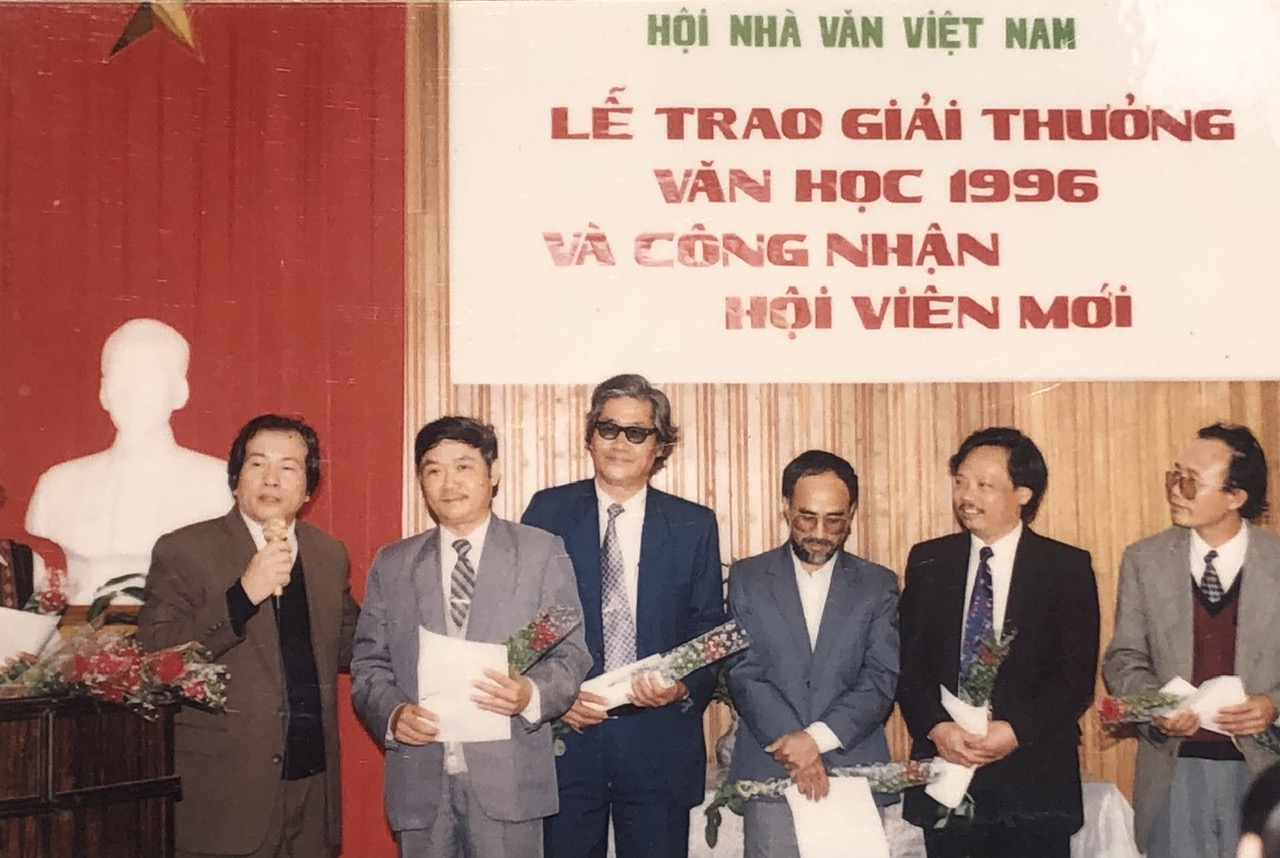 HỘI NHÀ VĂN VIỆT NAM
LỄ TRAO GIẢI THƯỞNG
VĂN HỌC 1996
VÀ CÔNG NHẬN
HỘI VIÊN MỚI